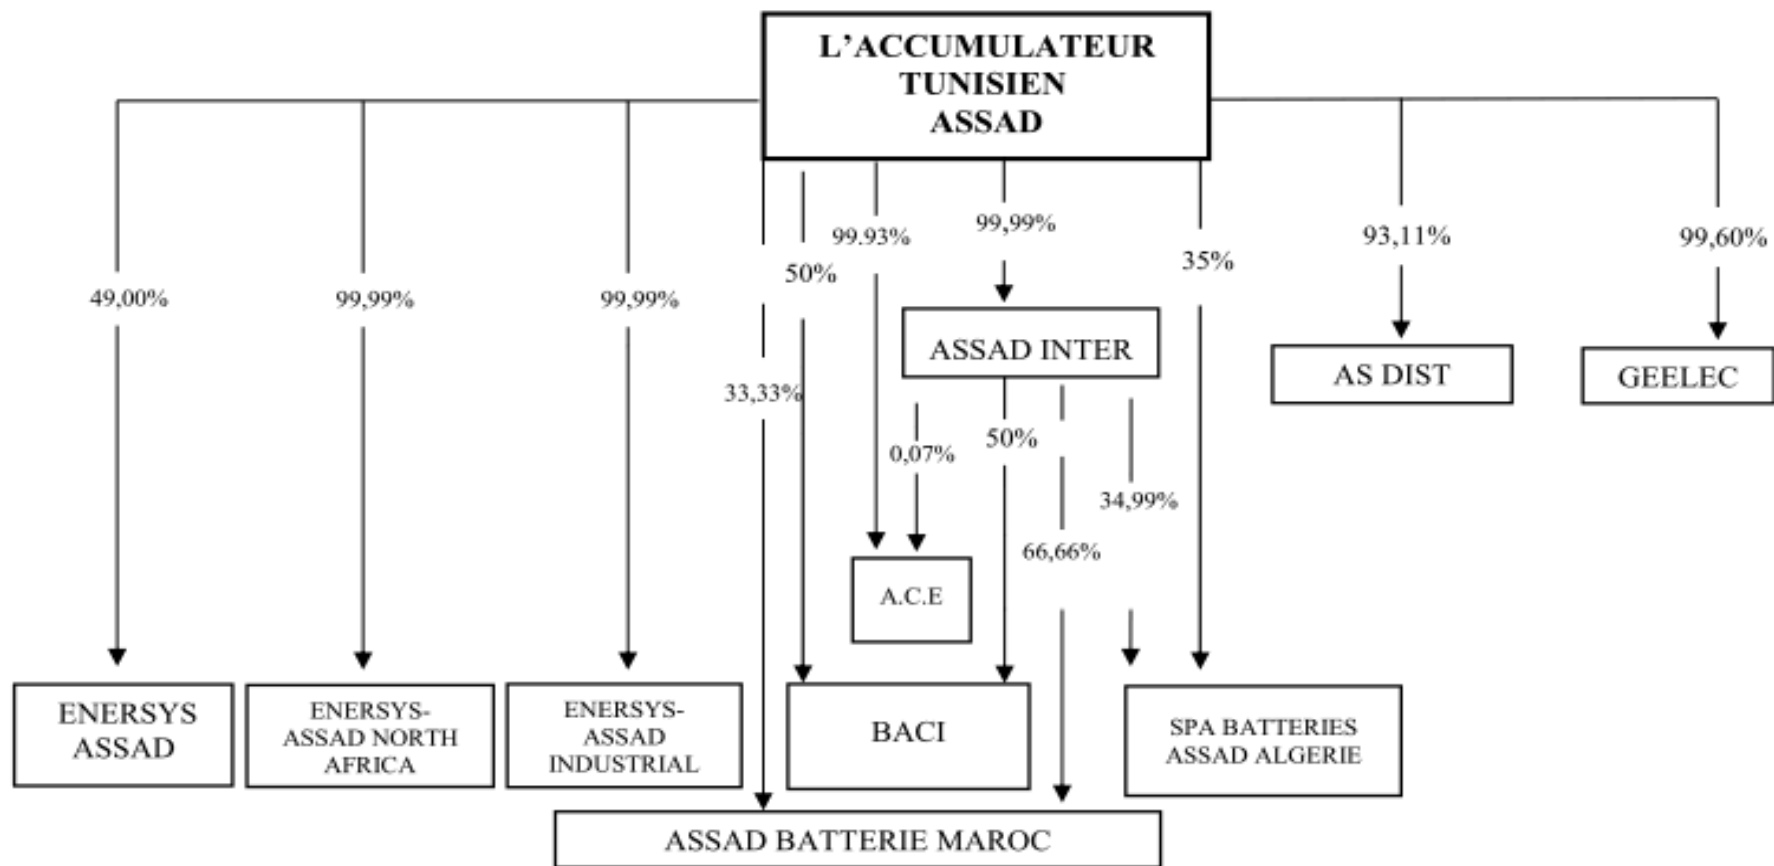 L'ACCUMULATEUR
TUNISIEN
ASSAD
99.93%
99,99%
93,11%
99,60%
50%
35%
49,00%
99,99%
99,99%
ASSAD INTER
AS DIST
GEELEC
33,33%
0,07%
50%
34,99%
66,66%
A.C.E
ENERSYS
ASSAD
ENERSYS-
ASSAD NORTH
AFRICA
ENERSYS-
ASSAD
INDUSTRIAL
BACI
SPA BATTERIES
ASSAD ALGERIE
ASSAD BATTERIE MAROC